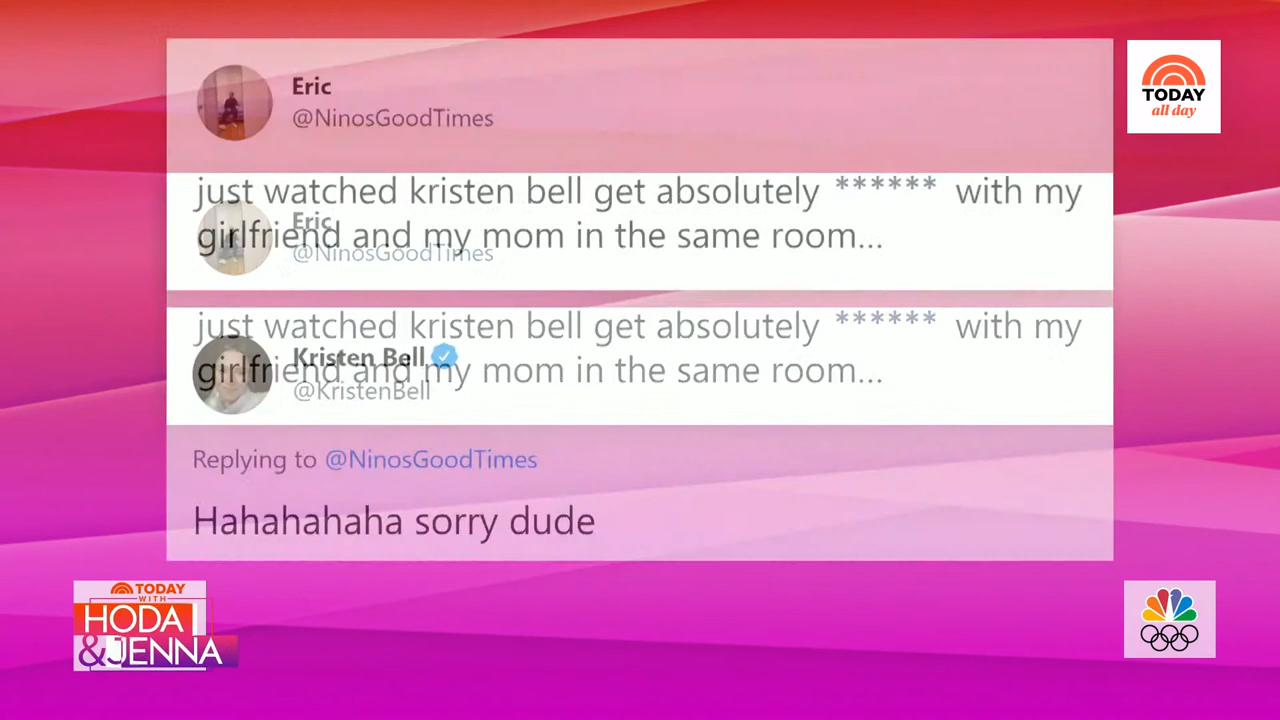 Eric
@NinosGoodTimes
TODAY
all day
just watched kristen bell get absolutely ****** with my
girlfriend and my mom in the same room...
Eric
@NinosGoodTimes
just watched kristen bell get absolutely ****** with my
girlfriend and my mom in the same room...
Kristen Bell
@KristenBell
Replying to @NinosGoodTimes
Hahahahaha sorry dude
TODAY
WITH
HODA
&JENNA